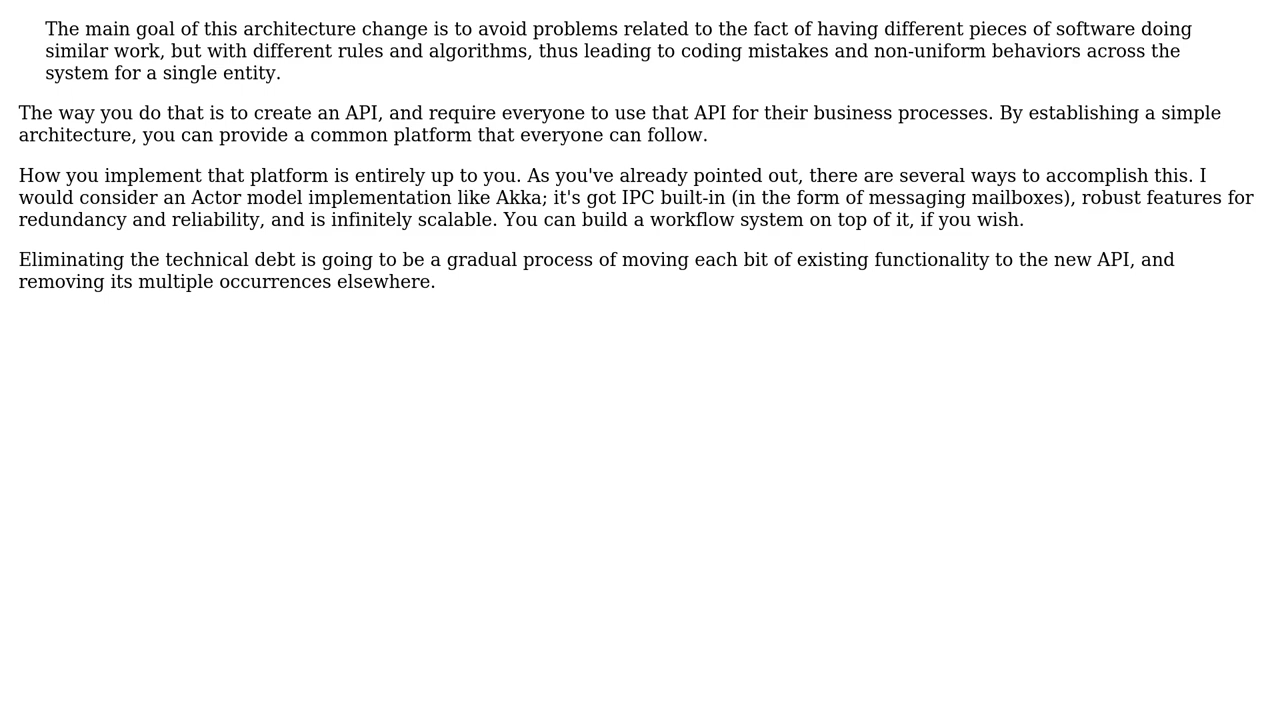 The main goal of this architecture change is to avoid problems related to the fact of having different pieces of software doing
similar work, but with different rules and algorithms, thus leading to coding mistakes and non-uniform behaviors across the
system for a single entity.
The way you do that is to create an API, and require everyone to use that API for their business processes. By establishing a simple
architecture, you can provide a common platform that everyone can follow.
How you implement that platform is entirely up to you. As you've already pointed out, there are several ways to accomplish this. I
would consider an Actor model implementation like Akka; it's got IPC built-in (in the form of messaging mailboxes), robust features for
redundancy and reliability, and is infinitely scalable. You can build a workflow system on top of it, if you wish.
Eliminating the technical debt is going to be a gradual process of moving each bit of existing functionality to the new API, and
removing its multiple occurrences elsewhere.